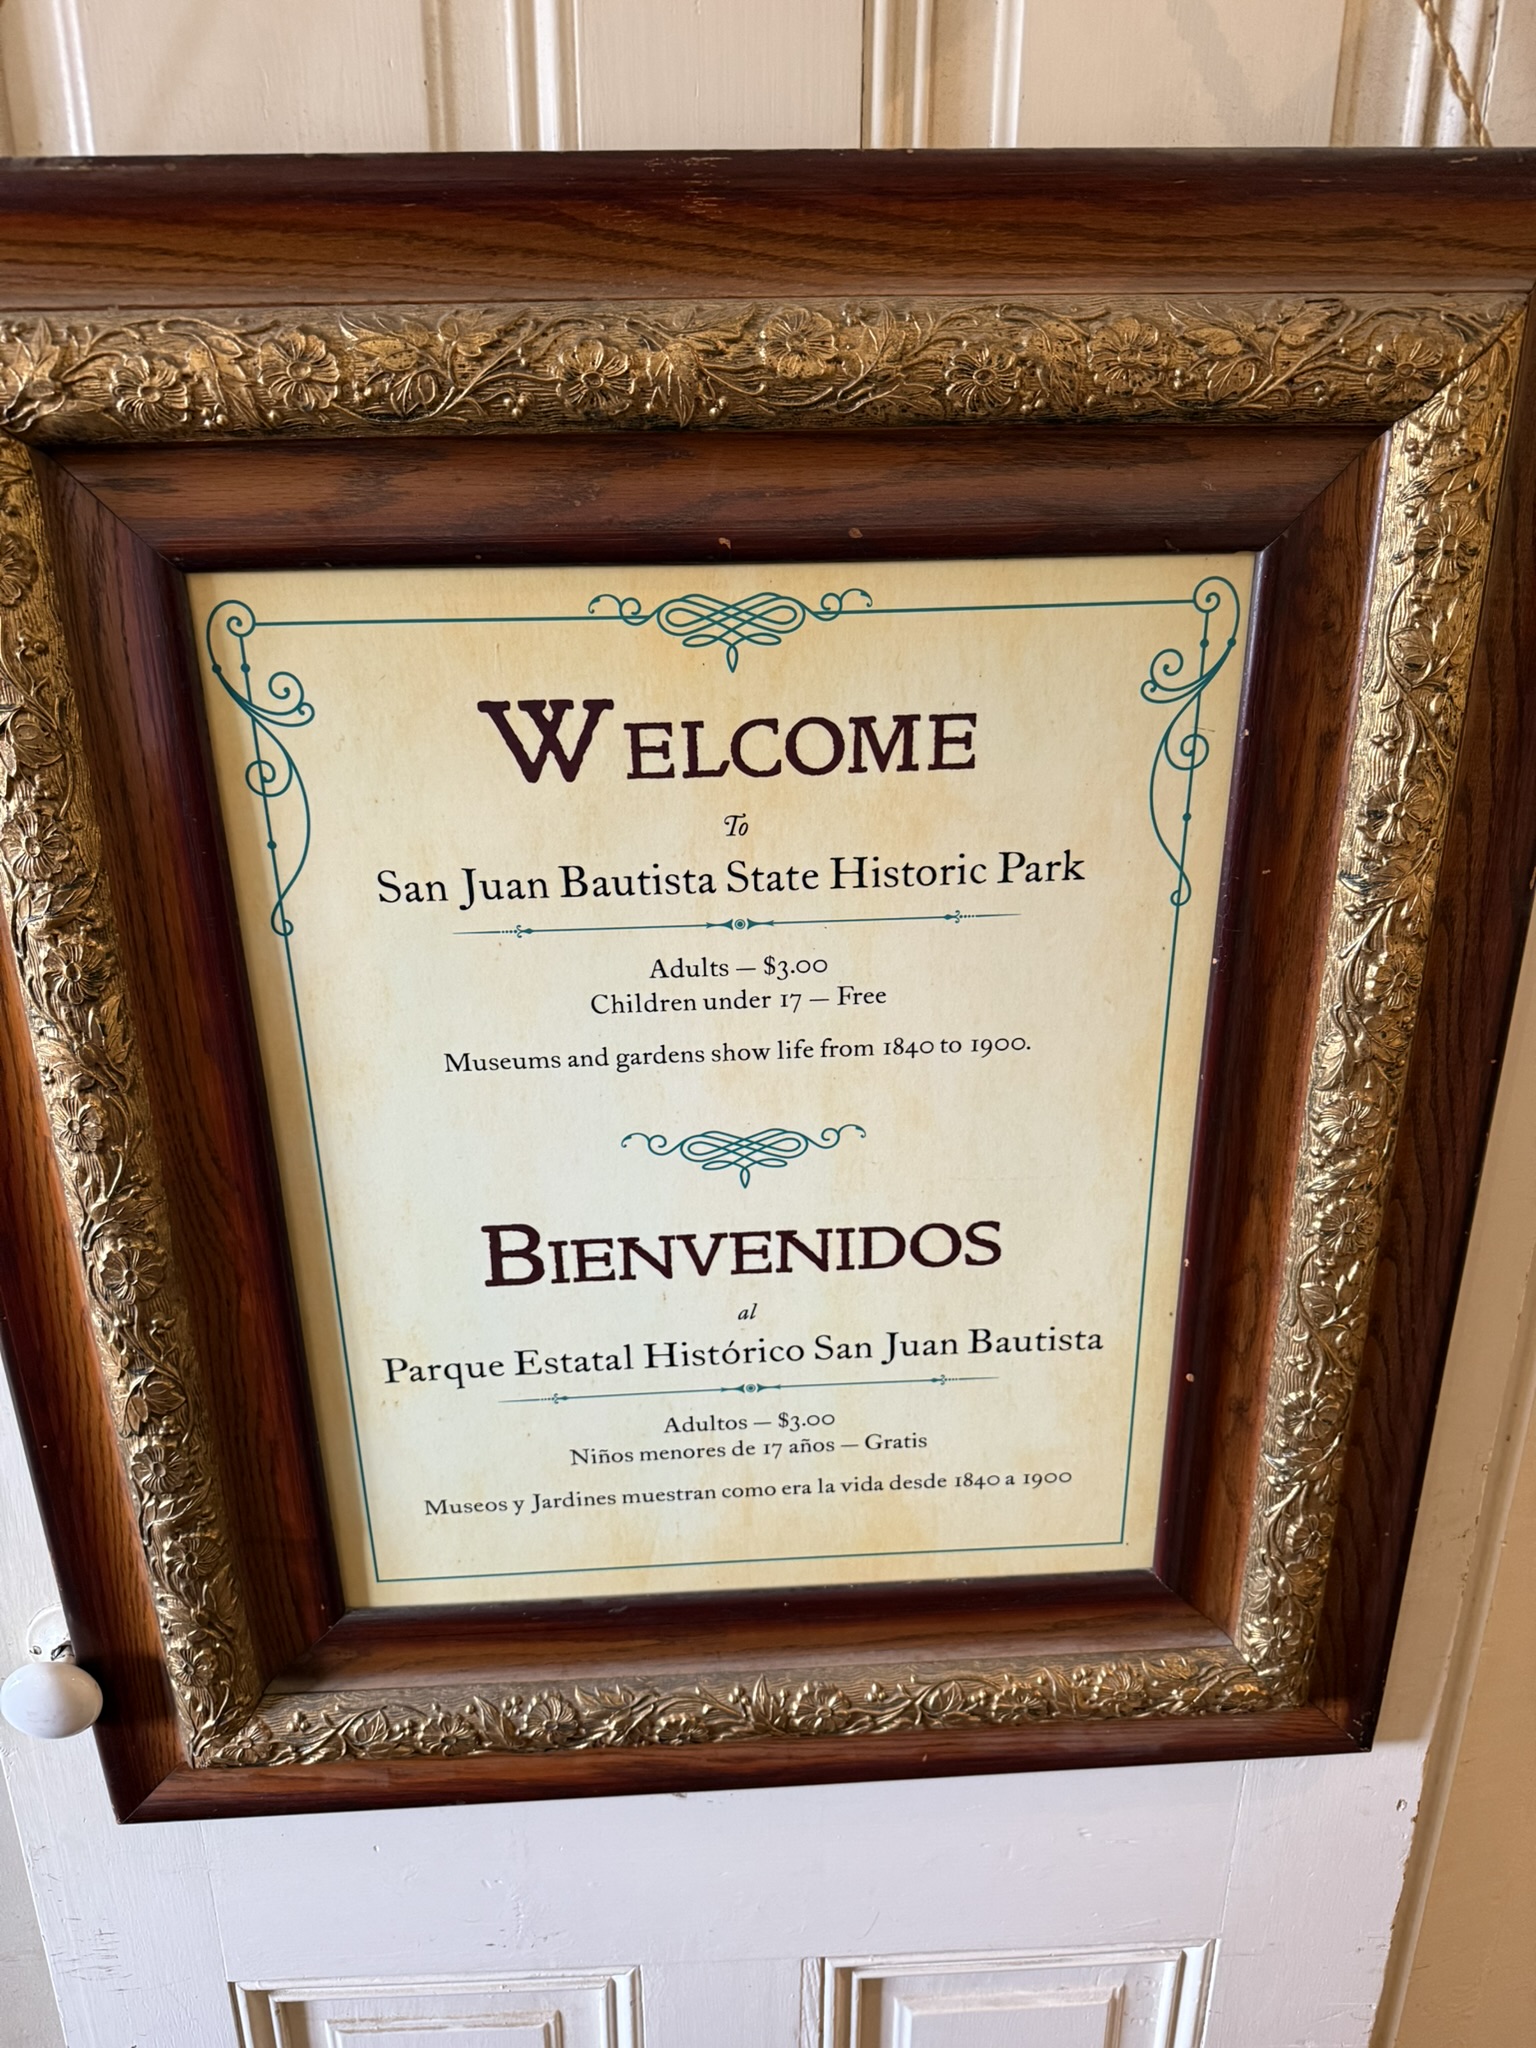 WELCOME
To
San Juan Bautista State Historic Park
Adults — $3.00
Children under 17 — Free
Museums and gardens show life from 1840 to 1900.
BIENVENIDOS
al
Parque Estatal Histórico San Juan Bautista
Adultos — $3.00
Niños menores de 17 años — Gratis
Museos y Jardines muestran como era la vida desde 1840 a 1900